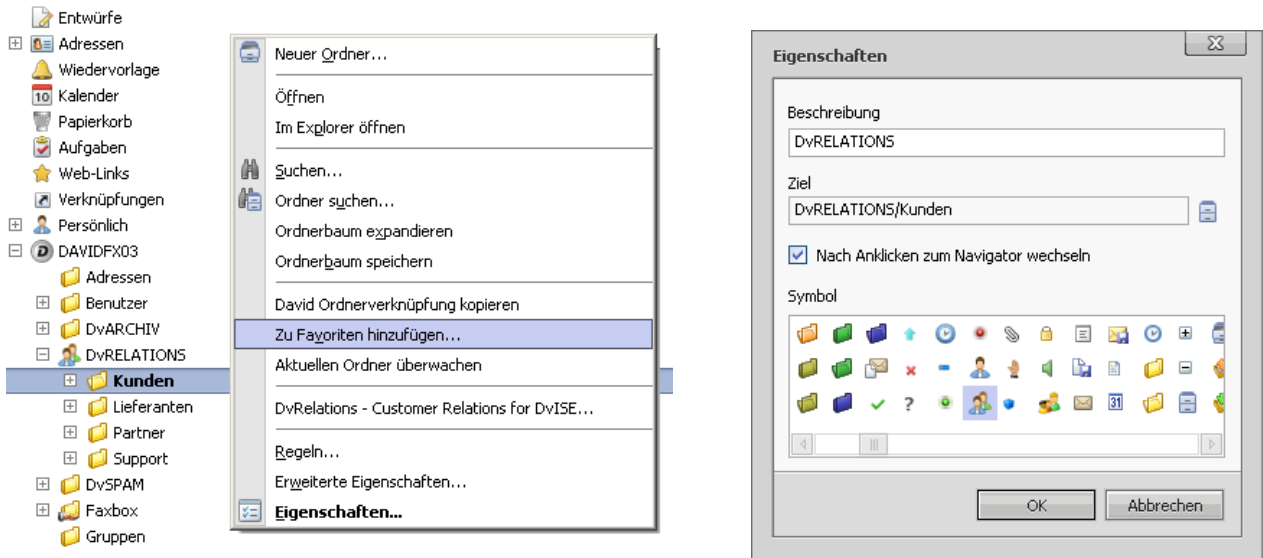 Entwürfe
Adressen
Wiedervorlage
10 Kalender
Papierkorb
Aufgaben
Web-Links
Verknüpfungen
Persönlich
D DAVIDFX03
Adressen
Benutzer
DvARCHIV
DvRELATIONS
Kunden
Lieferanten
Partner
Support
DvSPAM
Faxbox
Gruppen
Neuer Ordner...
Öffnen
Im Explorer öffnen
Suchen...
Ordner suchen...
Ordnerbaum expandieren
Ordnerbaum speichern
David Ordnerverknüpfung kopieren
Zu Favoriten hinzufügen...
Aktuellen Ordner überwachen
DvRelations - Customer Relations for DvISE...
Regeln...
Erweiterte Eigenschaften...
Eigenschaften...
Eigenschaften
Beschreibung
DvRELATIONS
Ziel
DvRELATIONS/Kunden
Nach Anklicken zum Navigator wechseln
Symbol
?
31
OK
Abbrechen